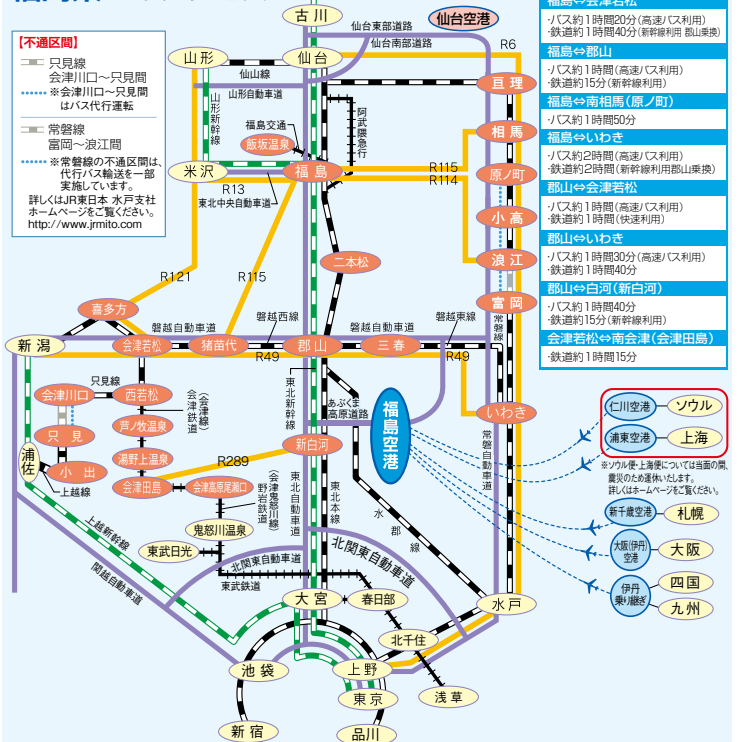 【不通区間】
只見線
会津川口～只見間
※会津川口～只見間
はバス代行運転
常磐線
富岡～浪江間
※常磐線の不通区間は、
代行バス輸送を一部
実施しています。
詳しくはJR東日本 水戸支社
ホームページをご覧ください。
http://www.jrmito.com
福島⇔会津若松
・バス約1時間20分(高速バス利用)
・鉄道約1時間40分(新幹線利用 郡山乗換)
福島⇔郡山
・バス約1時間(高速バス利用)
・鉄道約15分(新幹線利用)
福島⇔南相馬(原ノ町)
・バス約1時間50分
福島⇔いわき
・バス約2時間(高速バス利用)
・鉄道約2時間(新幹線利用郡山乗換)
郡山⇔会津若松
・バス約1時間(高速バス利用)
・鉄道約1時間(快速利用)
郡山⇔いわき
・バス約1時間30分(高速バス利用)
・鉄道約1時間40分
郡山⇔白河(新白河)
・バス約1時間40分
・鉄道約15分(新幹線利用)
会津若松⇔南会津(会津田島)
・鉄道約1時間15分
古川
仙台東部道路
仙台空港
仙台南部道路
R6
山形
仙山線
仙台
亘理
山形自動車道
山形新幹線
阿武隈急行
福島交通
飯坂温泉
相馬
米沢
福島
R115
原ノ町
R13
R114
東北中央自動車道
小高
二本松
浪江
R121
R115
富岡
喜多方
常磐線
磐越自動車道
磐越西線
磐越自動車道
磐越東線
新潟
会津若松
猪苗代
郡山
三春
R49
R49
只見線
東北新幹線
あぶくま
高原道路
会津川口
西若松
会津鉄道
(会津線)
福島空港
いわき
只見
芦ノ牧温泉
新白河
常磐自動車道
浦佐
湯野上温泉
R289
小出
会津田島
会津高原尾瀬口
上越線
野岩鉄道
(会津鬼怒川線)
東北自動車道
東北本線
水郡線
鬼怒川温泉
上越新幹線
東武日光
北関東自動車道
北関東自動車道
関越自動車道
東武鉄道
大宮
春日部
水戸
北千住
池袋
上野
浅草
東京
新宿
品川
仁川空港
ソウル
浦東空港
上海
※ソウル便・上海便については当面の間、
震災のため運休いたします。
詳しくはホームページをご覧ください。
新千歳空港
札幌
大阪(伊丹)
空港
大阪
伊丹
乗り継ぎ
四国
九州